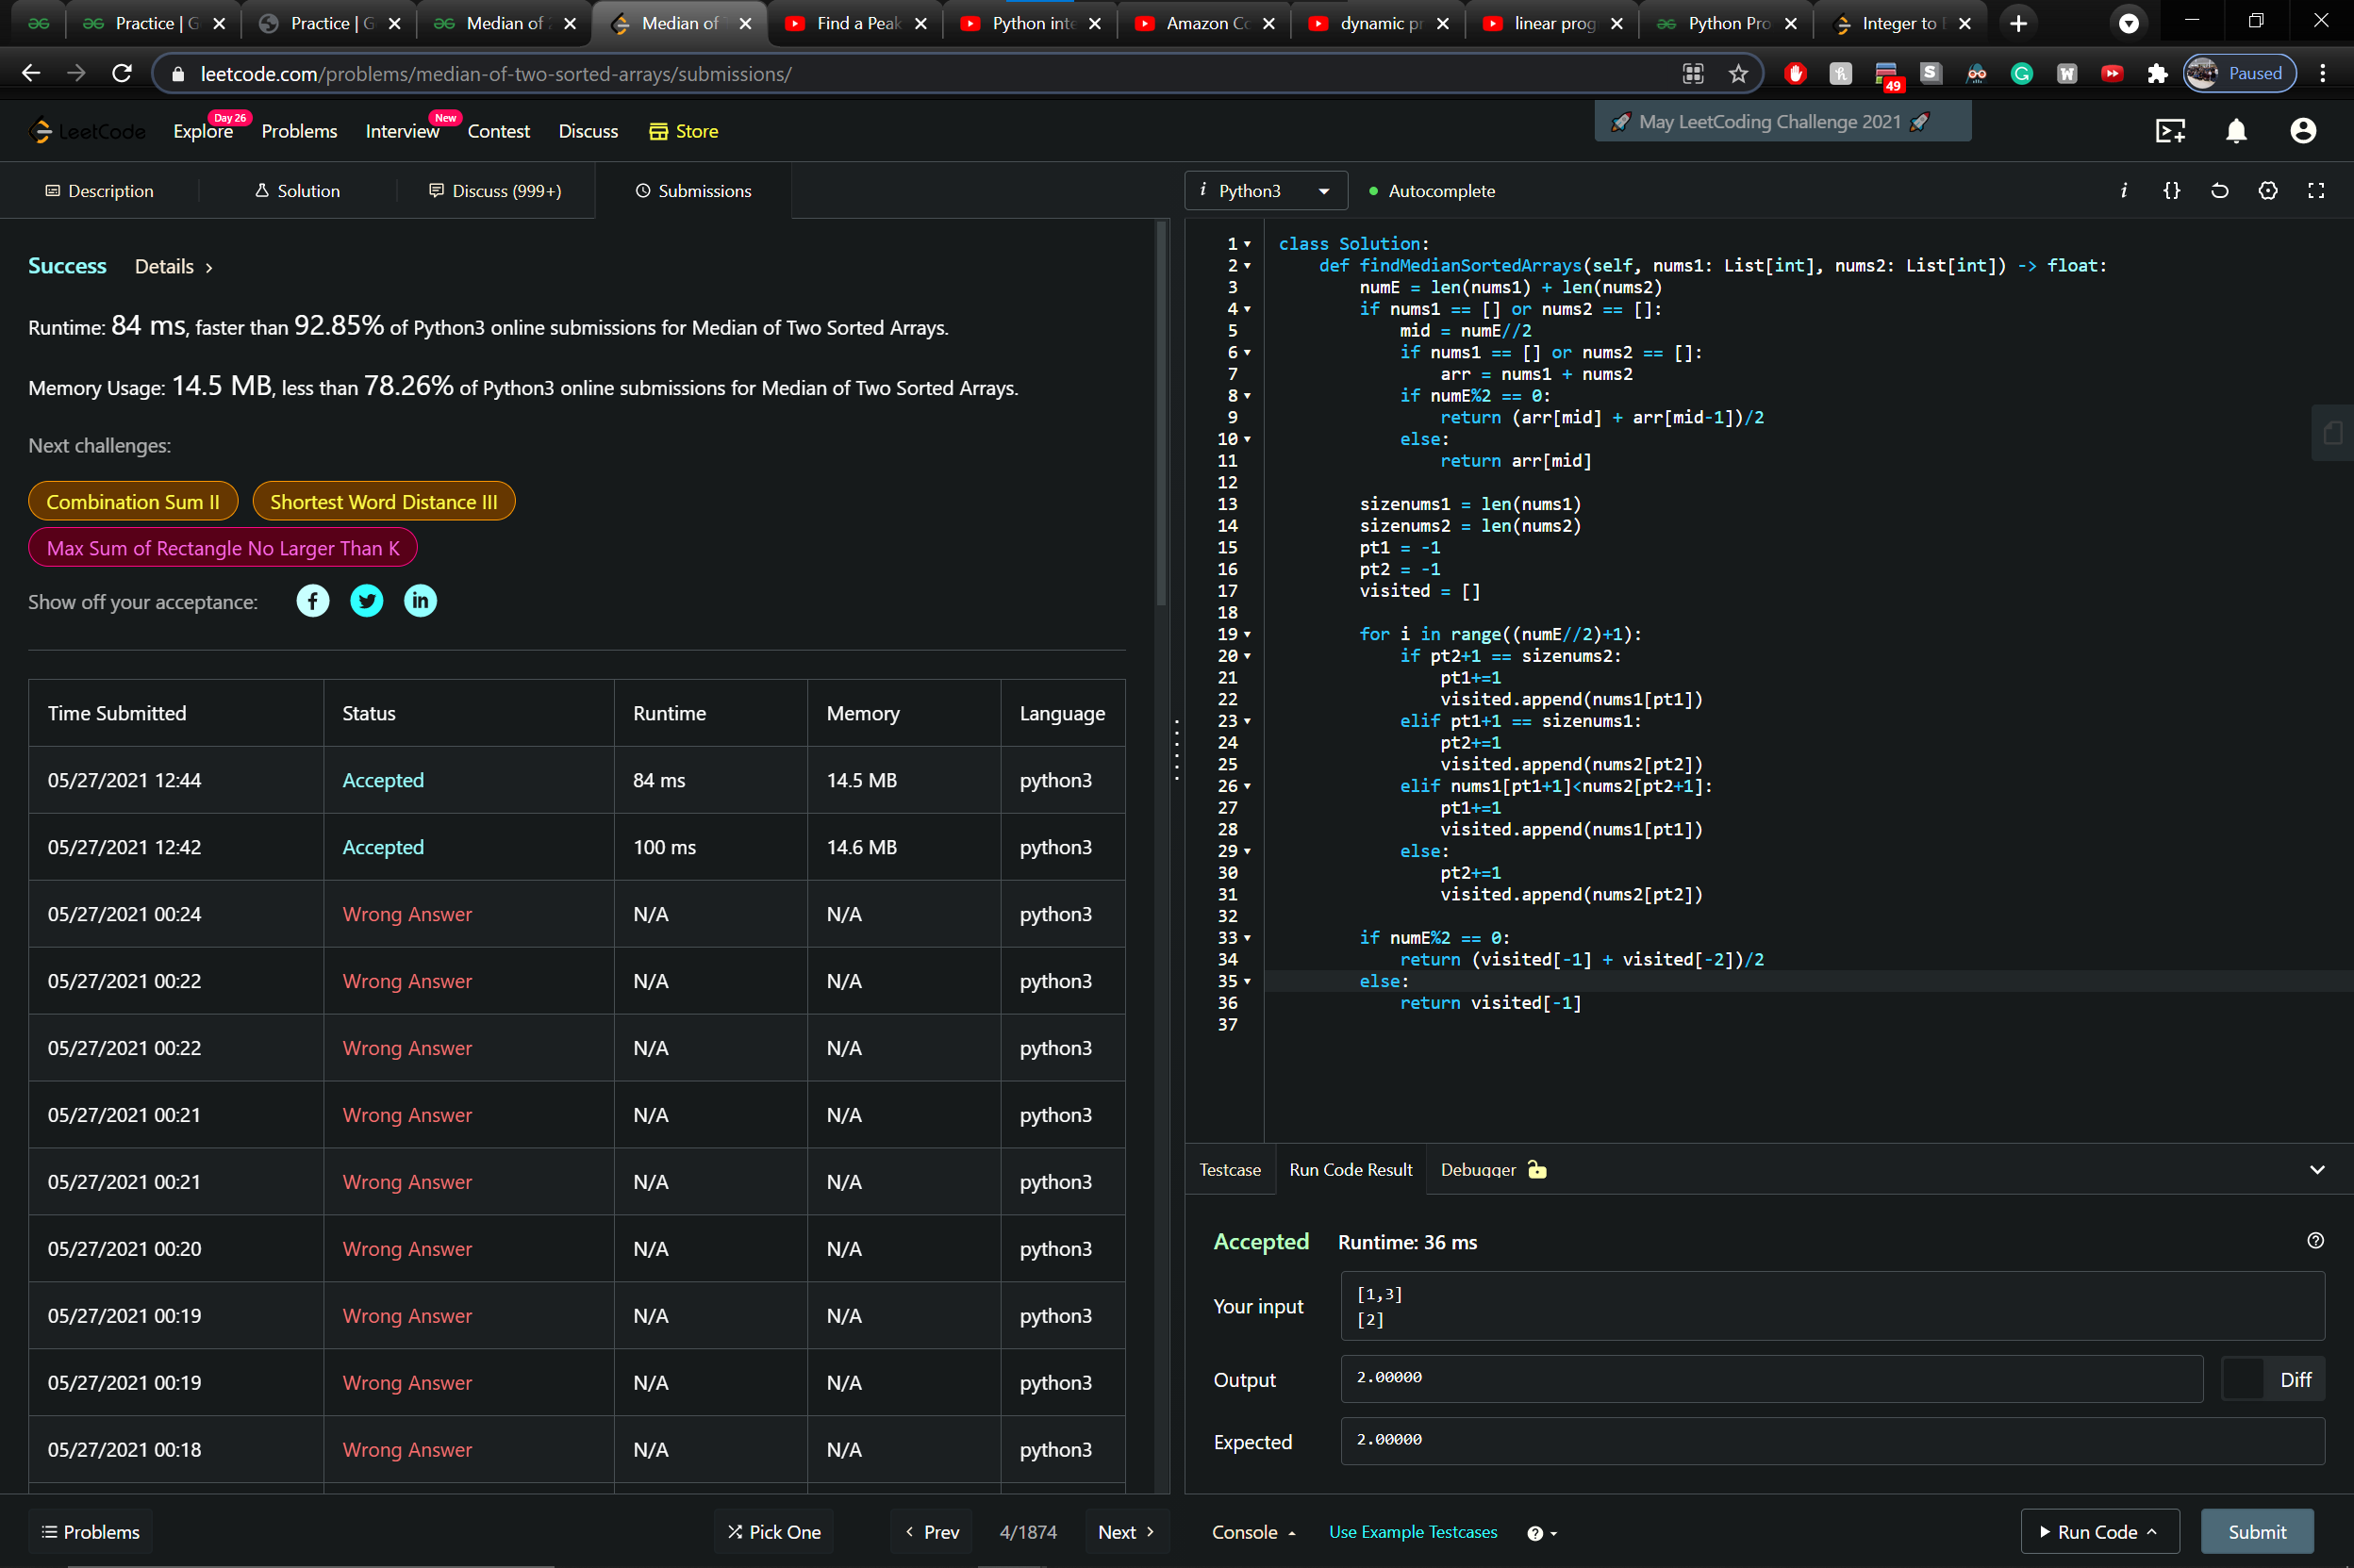 Practice | G
Practice | G
Median of 2
Median of
Find a Peak
Python inte
Amazon Co
dynamic pr
linear prog
Python Pro
Integer to
leetcode.com/problems/median-of-two-sorted-arrays/submissions/
49
Paused
LeetCode
Explore
Day 26
Problems
Interview
New
Contest
Discuss
Store
May LeetCoding Challenge 2021
Description
Solution
Discuss (999+)
Submissions
Success
Details >
Runtime: 84 ms, faster than 92.85% of Python3 online submissions for Median of Two Sorted Arrays.
Memory Usage: 14.5 MB, less than 78.26% of Python3 online submissions for Median of Two Sorted Arrays.
Next challenges:
Combination Sum II
Shortest Word Distance III
Max Sum of Rectangle No Larger Than K
Show off your acceptance:
Time Submitted Status Runtime Memory Language
05/27/2021 12:44 Accepted 84 ms 14.5 MB python3
05/27/2021 12:42 Accepted 100 ms 14.6 MB python3
05/27/2021 00:24 Wrong Answer N/A N/A python3
05/27/2021 00:22 Wrong Answer N/A N/A python3
05/27/2021 00:22 Wrong Answer N/A N/A python3
05/27/2021 00:21 Wrong Answer N/A N/A python3
05/27/2021 00:21 Wrong Answer N/A N/A python3
05/27/2021 00:20 Wrong Answer N/A N/A python3
05/27/2021 00:19 Wrong Answer N/A N/A python3
05/27/2021 00:19 Wrong Answer N/A N/A python3
05/27/2021 00:18 Wrong Answer N/A N/A python3
Problems
Pick One
< Prev
4/1874
Next >
i Python3
Autocomplete
i {}
1 class Solution:
2     def findMedianSortedArrays(self, nums1: List[int], nums2: List[int]) -> float:
3         numE = len(nums1) + len(nums2)
4         if nums1 == [] or nums2 == []:
5             mid = numE//2
6             if nums1 == [] or nums2 == []:
7                 arr = nums1 + nums2
8             if numE%2 == 0:
9                 return (arr[mid] + arr[mid-1])/2
10             else:
11                 return arr[mid]
12
13         sizenums1 = len(nums1)
14         sizenums2 = len(nums2)
15         pt1 = -1
16         pt2 = -1
17         visited = []
18
19         for i in range((numE//2)+1):
20             if pt2+1 == sizenums2:
21                 pt1+=1
22                 visited.append(nums1[pt1])
23             elif pt1+1 == sizenums1:
24                 pt2+=1
25                 visited.append(nums2[pt2])
26             elif nums1[pt1+1]<nums2[pt2+1]:
27                 pt1+=1
28                 visited.append(nums1[pt1])
29             else:
30                 pt2+=1
31                 visited.append(nums2[pt2])
32
33         if numE%2 == 0:
34             return (visited[-1] + visited[-2])/2
35         else:
36             return visited[-1]
37
Testcase
Run Code Result
Debugger
Accepted
Runtime: 36 ms
Your input
[1,3]
[2]
Output
2.00000
Diff
Expected
2.00000
Console
Use Example Testcases
Run Code
Submit